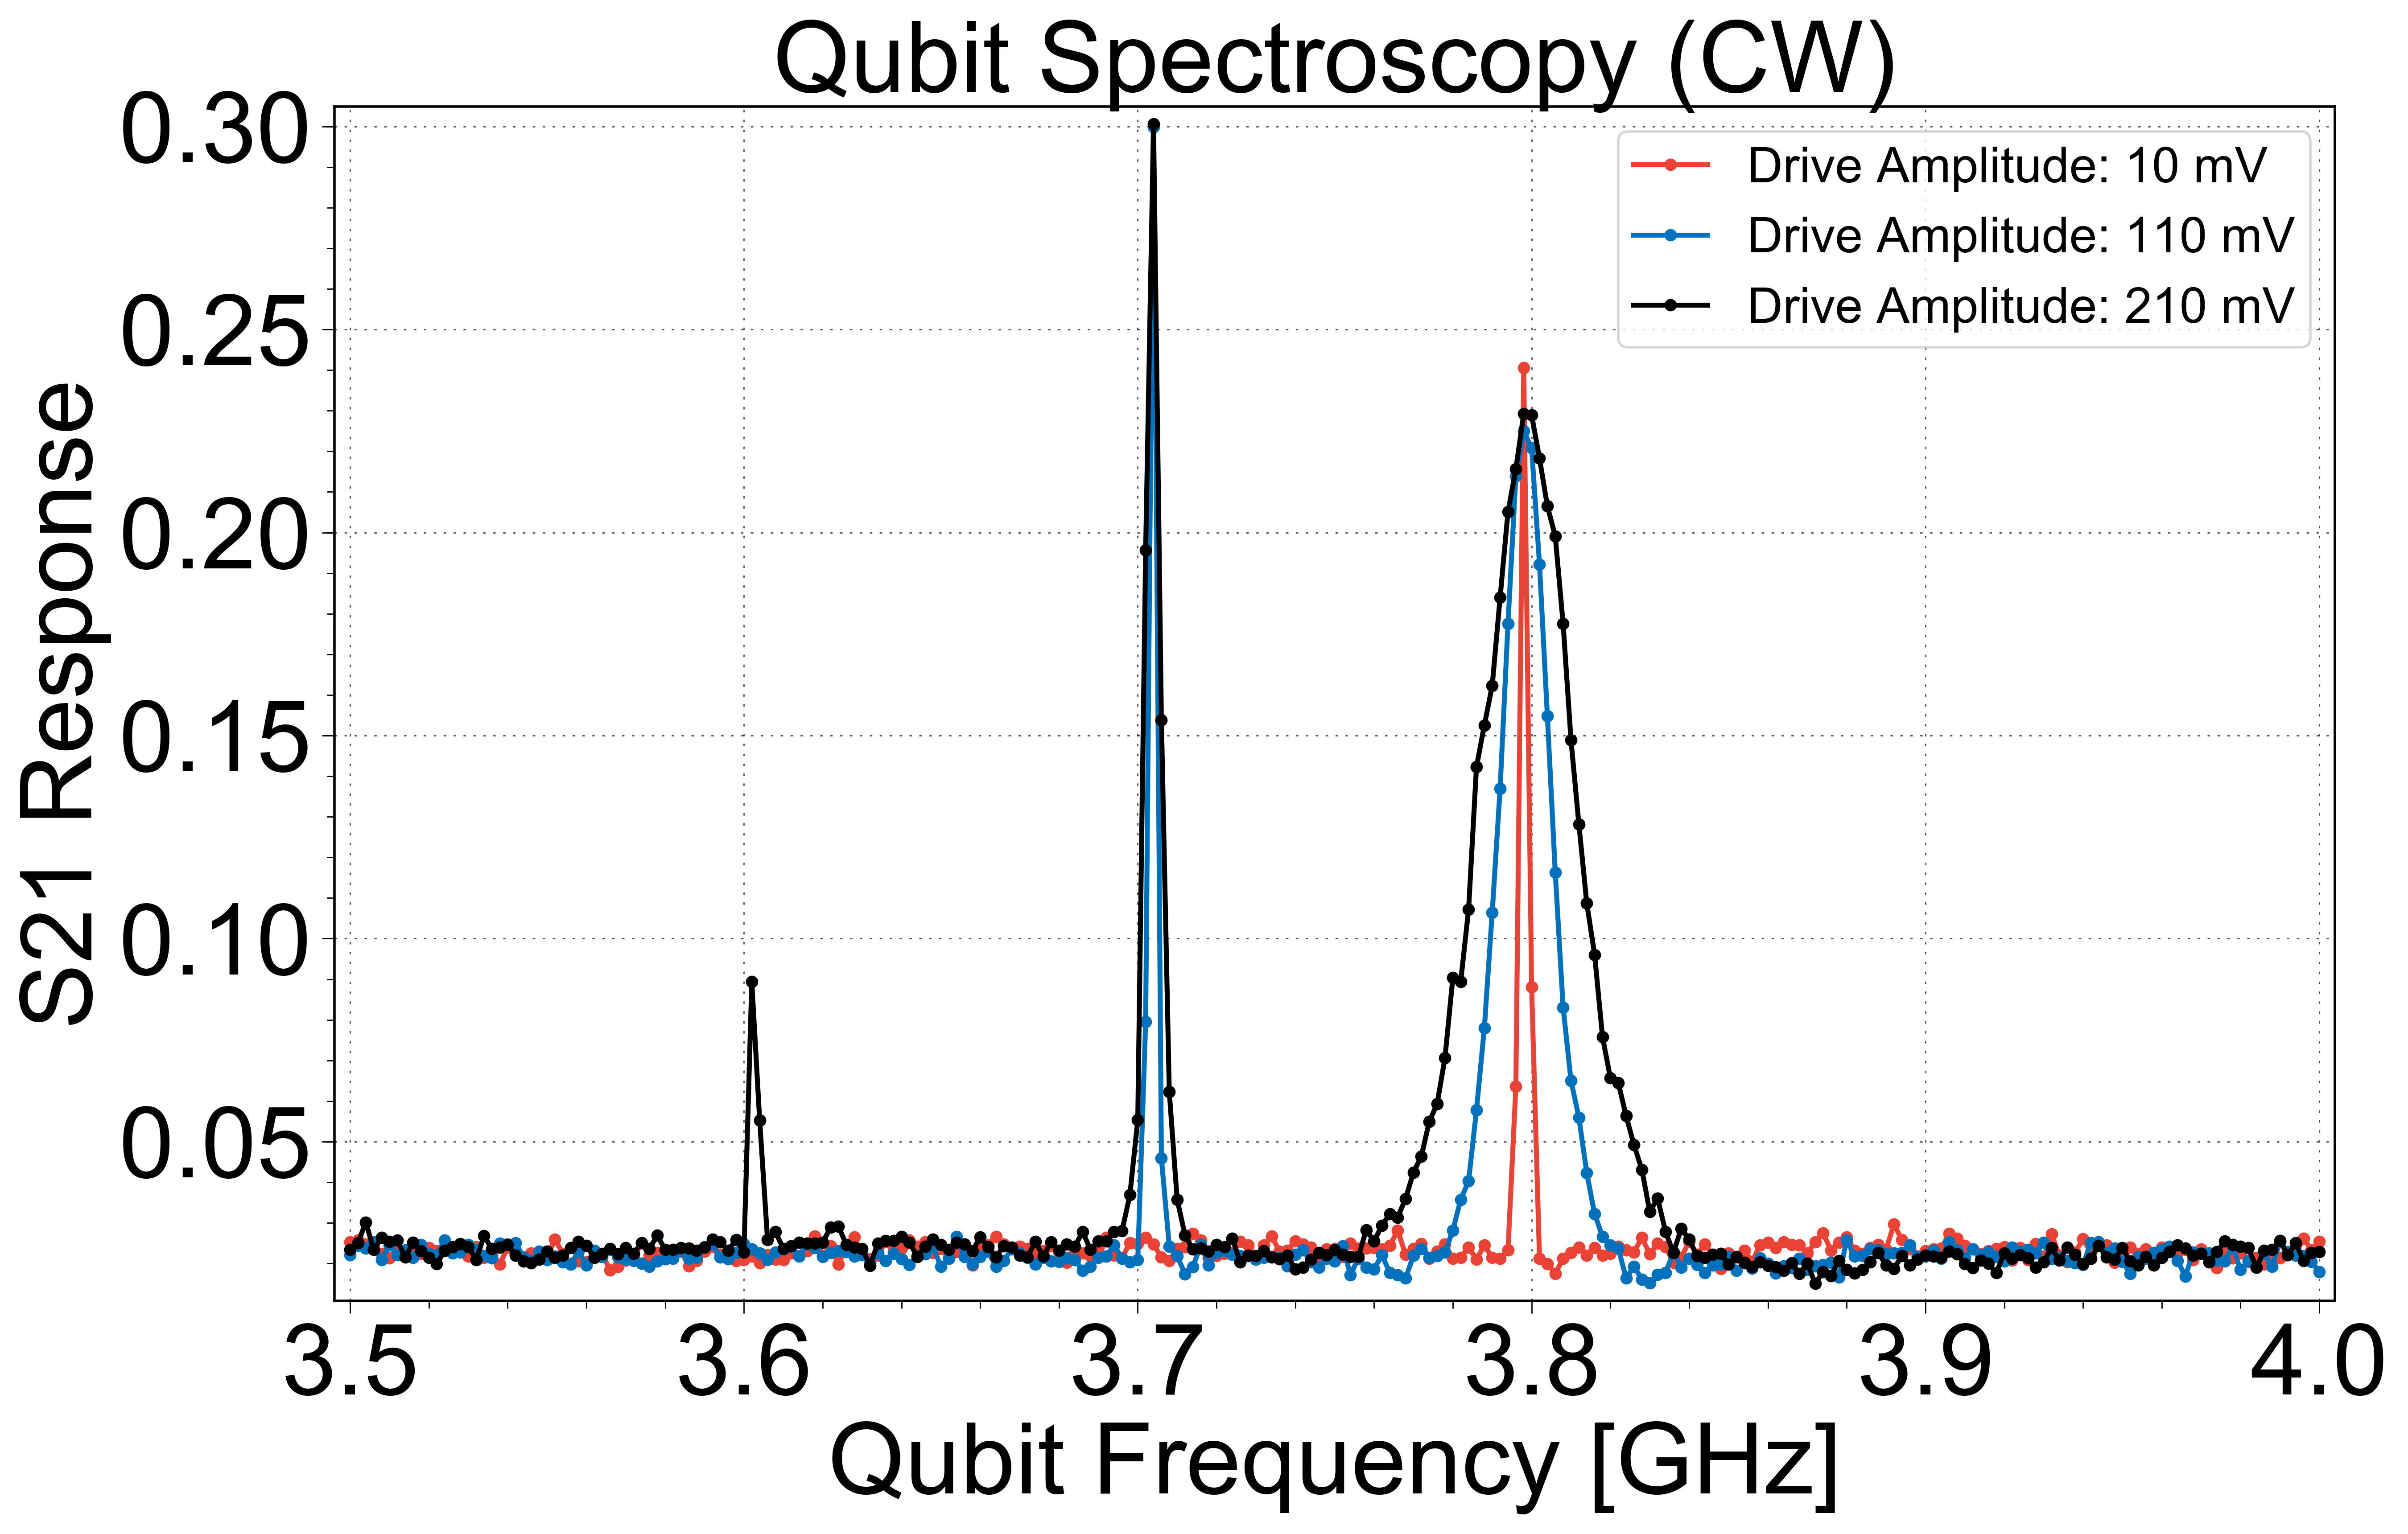 Qubit Spectroscopy (CW)
Drive Amplitude: 10 mV
Drive Amplitude: 110 mV
Drive Amplitude: 210 mV
S21 Response
0.30
0.25
0.20
0.15
0.10
0.05
3.5 3.6 3.7 3.8 3.9 4.0
Qubit Frequency [GHz]